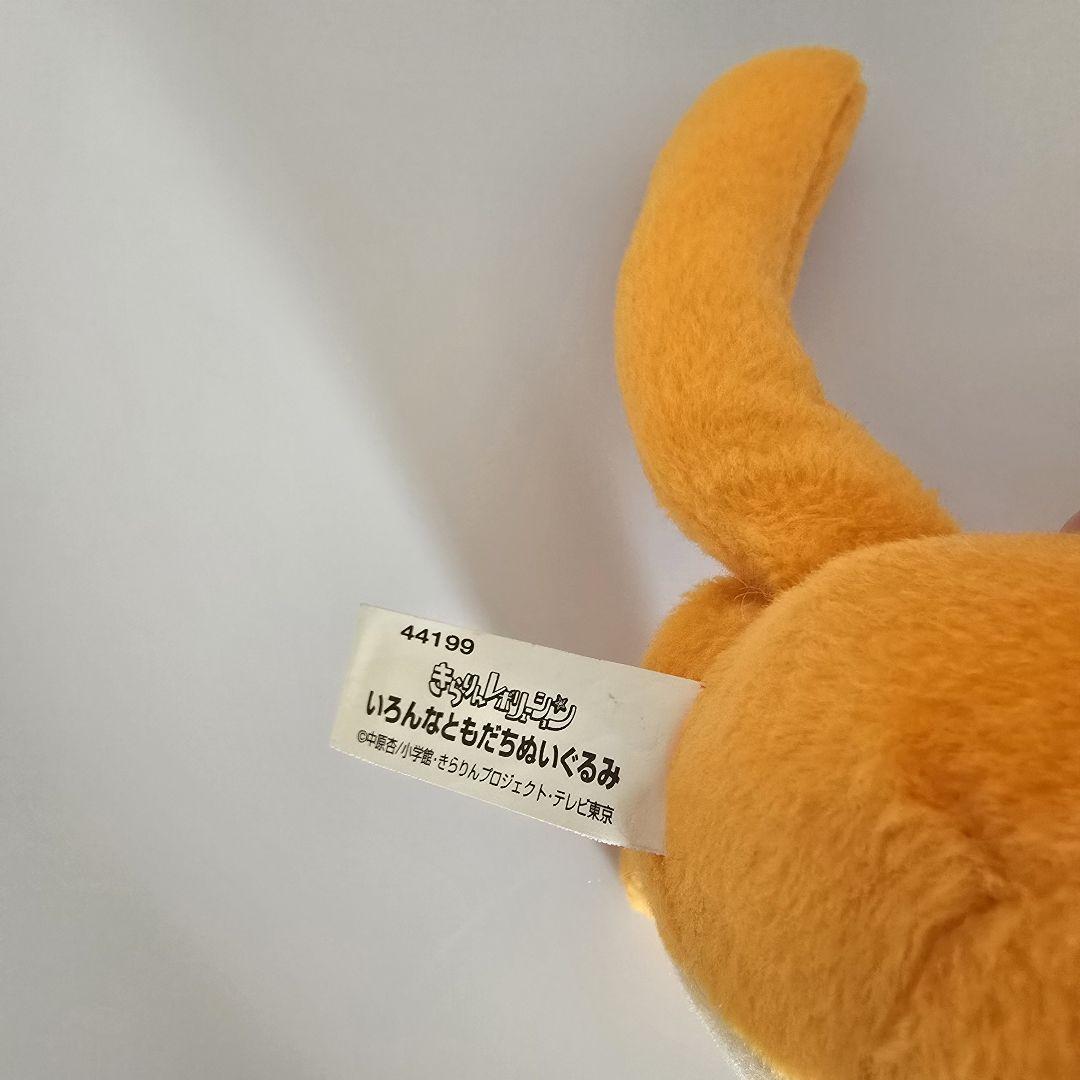 44199
きらりんレボリューション
いろんなともだちぬいぐるみ
©中原杏/小学館・きらりんプロジェクト・テレビ東京